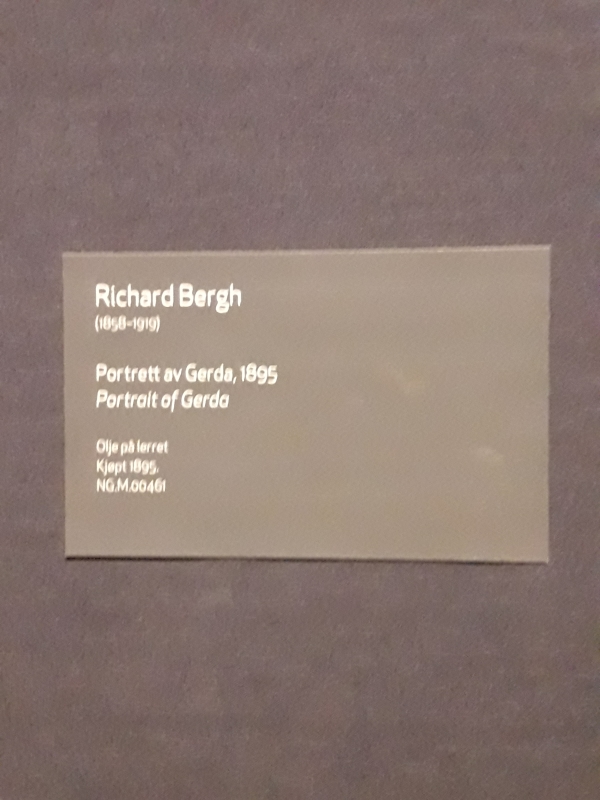 Richard Bergh
(1858–1919)
Portrett av Gerda, 1895
Portrait of Gerda
Olje på lerret
Kjøpt 1895.
NG.M.00461